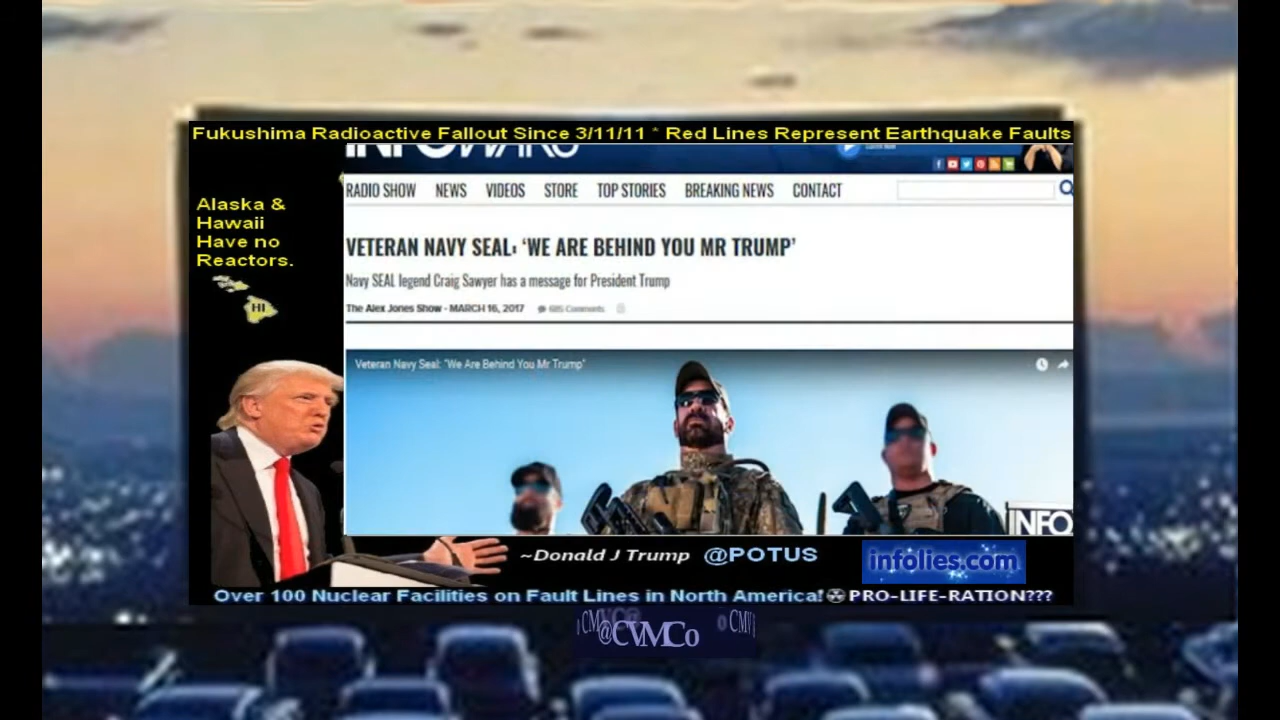 Fukushima Radioactive Fallout Since 3/11/11 * Red Lines Represent Earthquake Faults
INFOWARS
RADIO SHOW NEWS VIDEOS STORE TOP STORIES BREAKING NEWS CONTACT
Alaska &
Hawaii
Have no
Reactors.
HI
VETERAN NAVY SEAL: ‘WE ARE BEHIND YOU MR TRUMP’
Navy SEAL legend Craig Sawyer has a message for President Trump
The Alex Jones Show - MARCH 16, 2017 685 Comments
Veteran Navy Seal: "We Are Behind You Mr Trump"
INFO
~Donald J Trump @POTUS
infolies.com
Over 100 Nuclear Facilities on Fault Lines in North America! PRO-LIFE-RATION???
@CVMCo